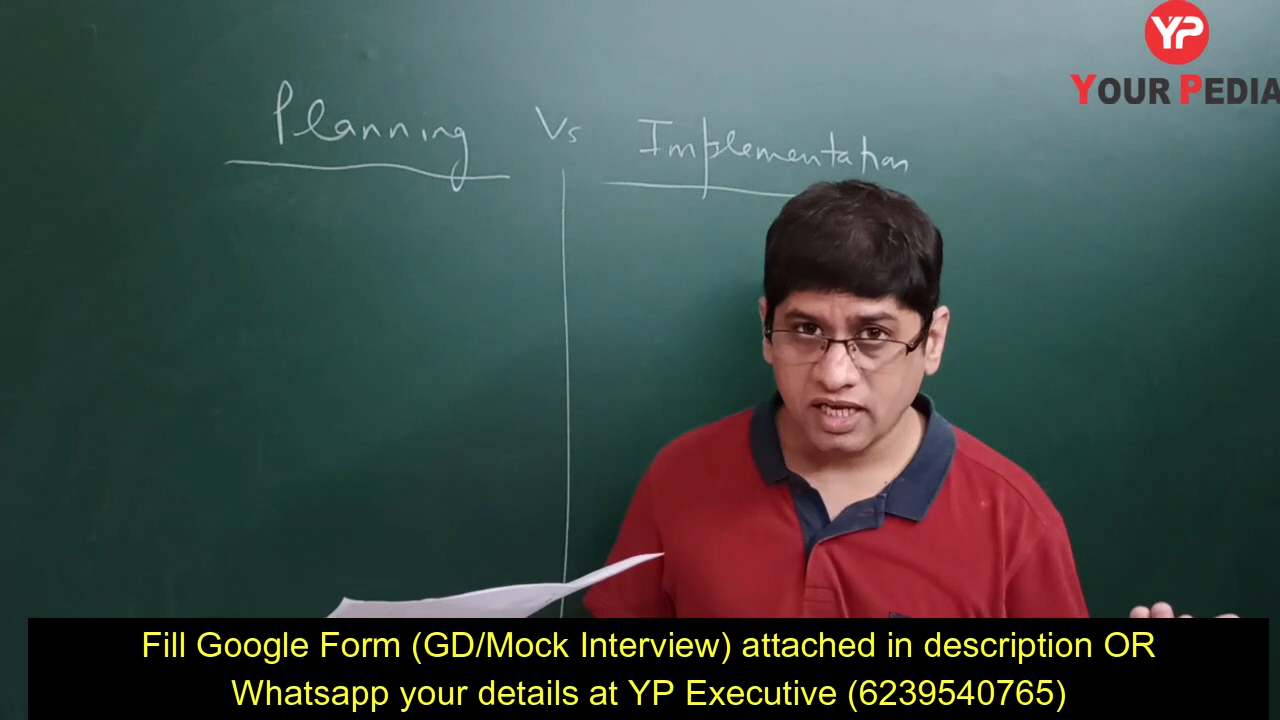 YP
YOUR PEDIA
Planning Vs Implementation
Fill Google Form (GD/Mock Interview) attached in description OR
Whatsapp your details at YP Executive (6239540765)